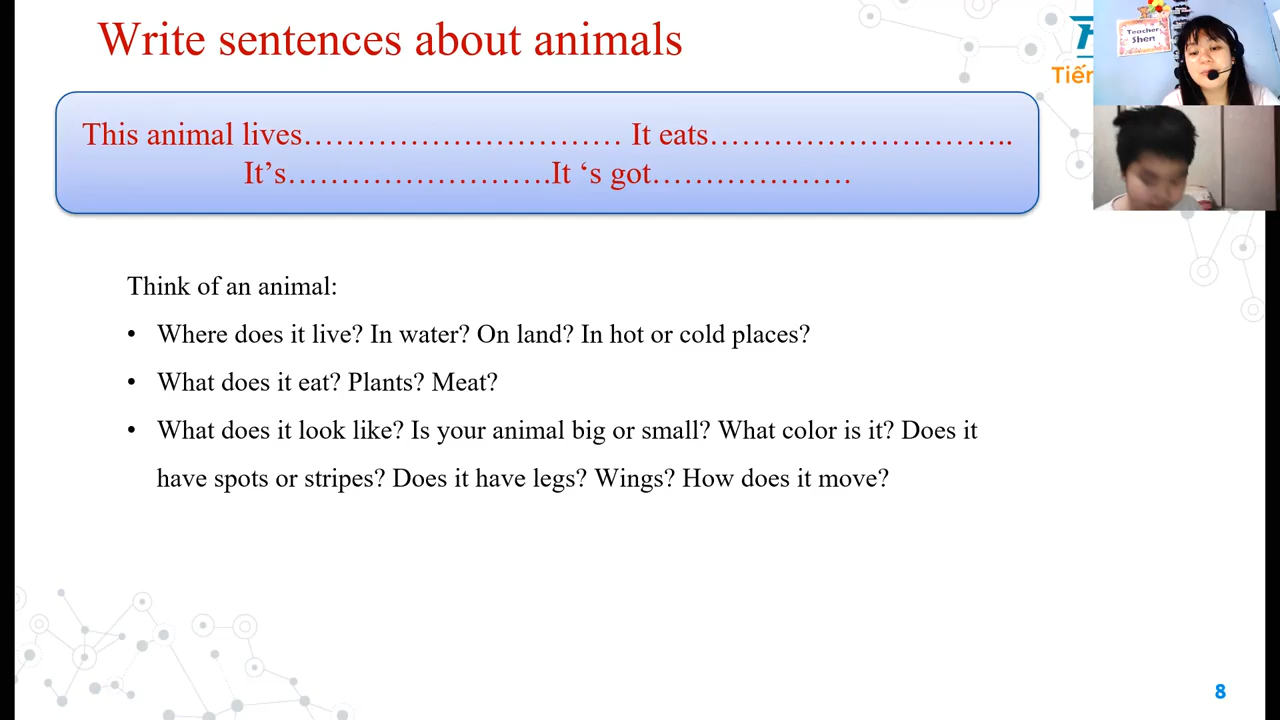 Write sentences about animals
Teacher
Shen
Tiến
This animal lives………………………… It eats………………………..
It’s…………………….It ‘s got……………….
Think of an animal:
• Where does it live? In water? On land? In hot or cold places?
• What does it eat? Plants? Meat?
• What does it look like? Is your animal big or small? What color is it? Does it
have spots or stripes? Does it have legs? Wings? How does it move?
8